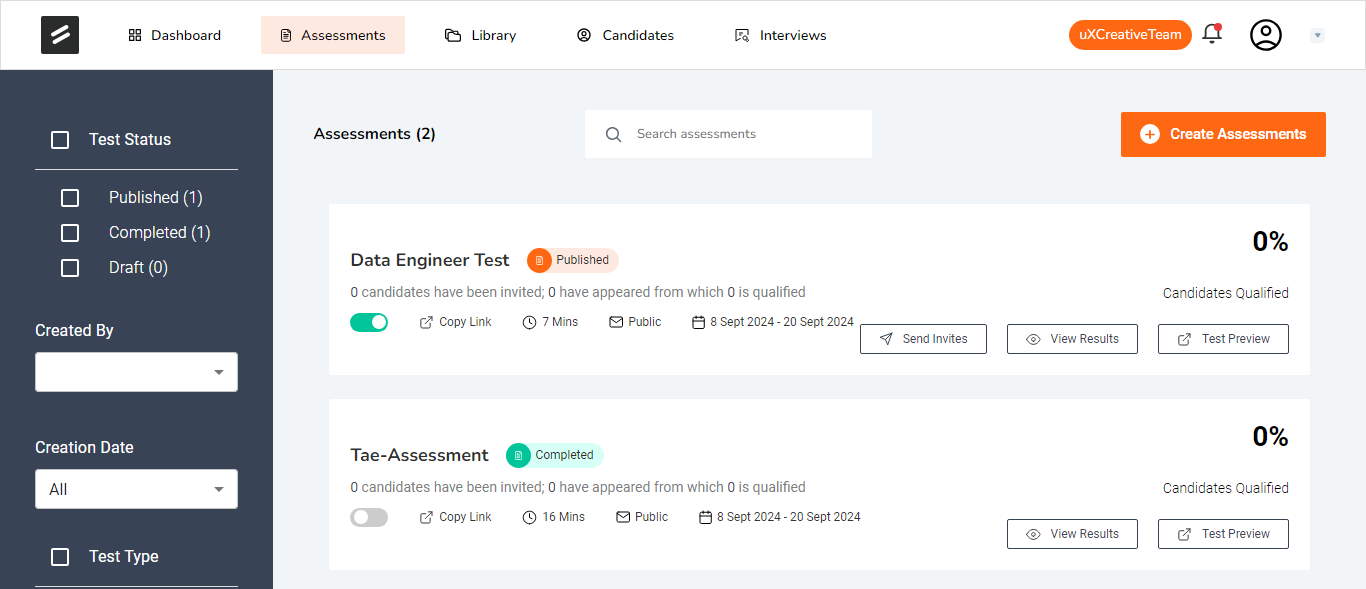 Dashboard
Assessments
Library
Candidates
Interviews
uXCreativeTeam
Test Status
Published (1)
Completed (1)
Draft (0)
Created By
Creation Date
All
Test Type
Assessments (2)
Search assessments
Create Assessments
Data Engineer Test
Published
0%
0 candidates have been invited; 0 have appeared from which 0 is qualified
Candidates Qualified
Copy Link
7 Mins
Public
8 Sept 2024 - 20 Sept 2024
Send Invites
View Results
Test Preview
Tae-Assessment
Completed
0%
0 candidates have been invited; 0 have appeared from which 0 is qualified
Candidates Qualified
Copy Link
16 Mins
Public
8 Sept 2024 - 20 Sept 2024
View Results
Test Preview